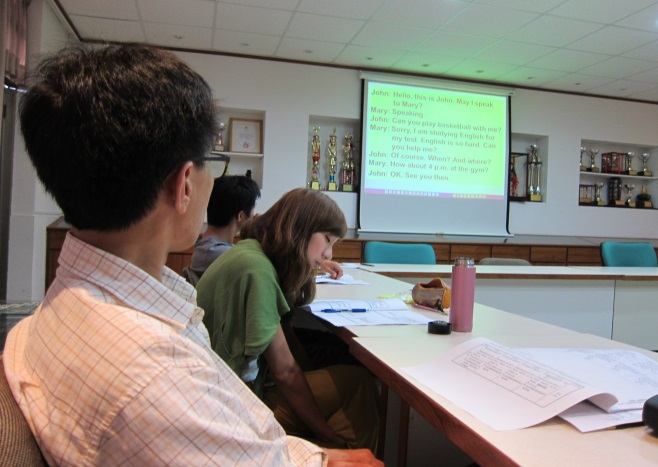 John: Hello, this is John. May I speak
to Mary?
Mary: Speaking.
John: Can you play basketball with me?
Mary: Sorry, I am studying English for
my test. English is so hard. Can
you help me?
John: Of course. When? And where?
Mary: How about 4 p.m. at the gym?
John: OK. See you then.